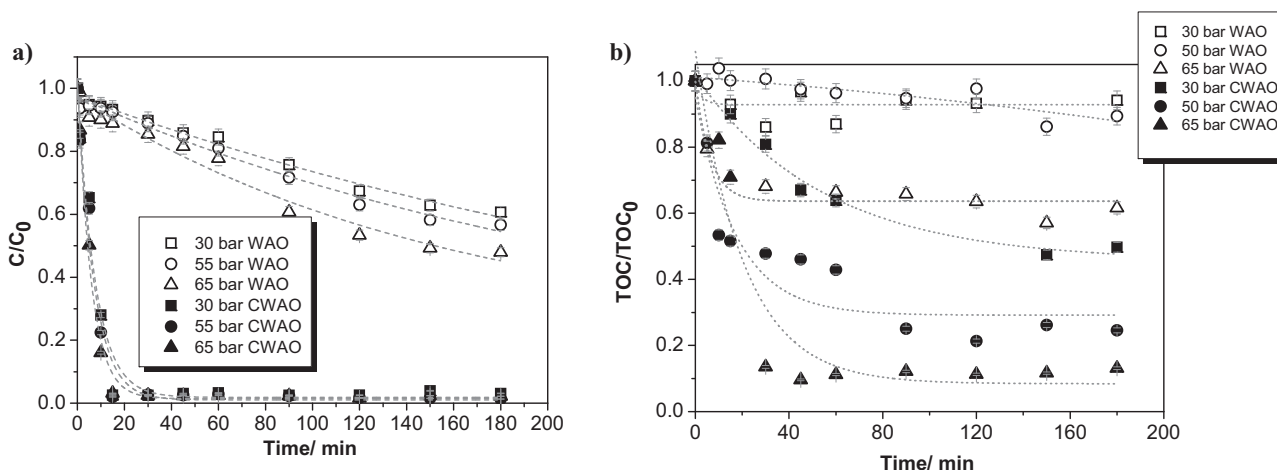 a)
C/C0
1.0
0.8
0.6
0.4
0.2
0.0
30 bar WAO
55 bar WAO
65 bar WAO
30 bar CWAO
55 bar CWAO
65 bar CWAO
0 20 40 60 80 100 120 140 160 180 200
Time/ min
b)
TOC/TOC0
1.0
0.8
0.6
0.4
0.2
0.0
30 bar WAO
50 bar WAO
65 bar WAO
30 bar CWAO
50 bar CWAO
65 bar CWAO
0 40 80 120 160 200
Time/ min